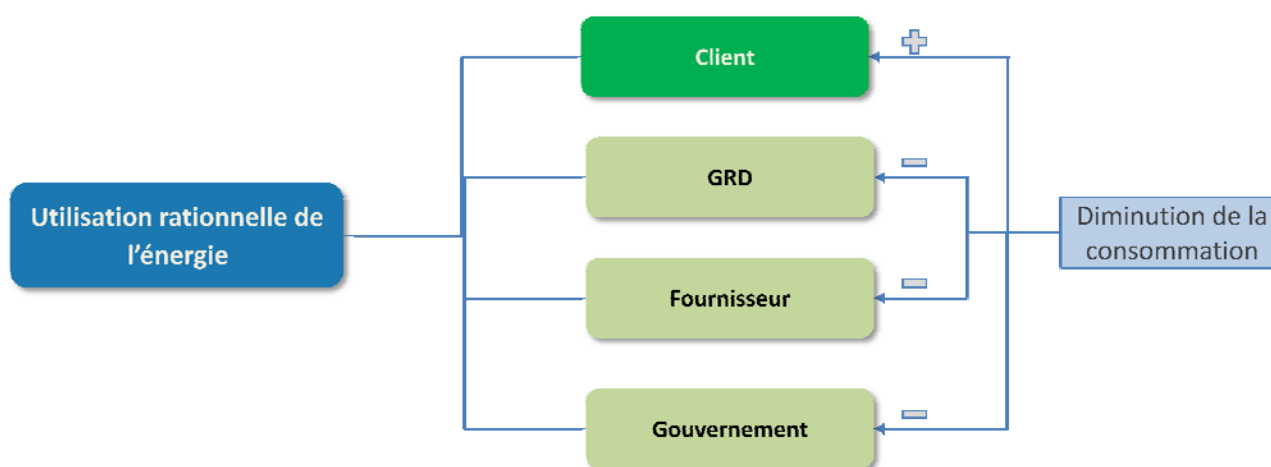 Client
GRD
Utilisation rationnelle de
l'énergie
Diminution de la
consommation
Fournisseur
Gouvernement